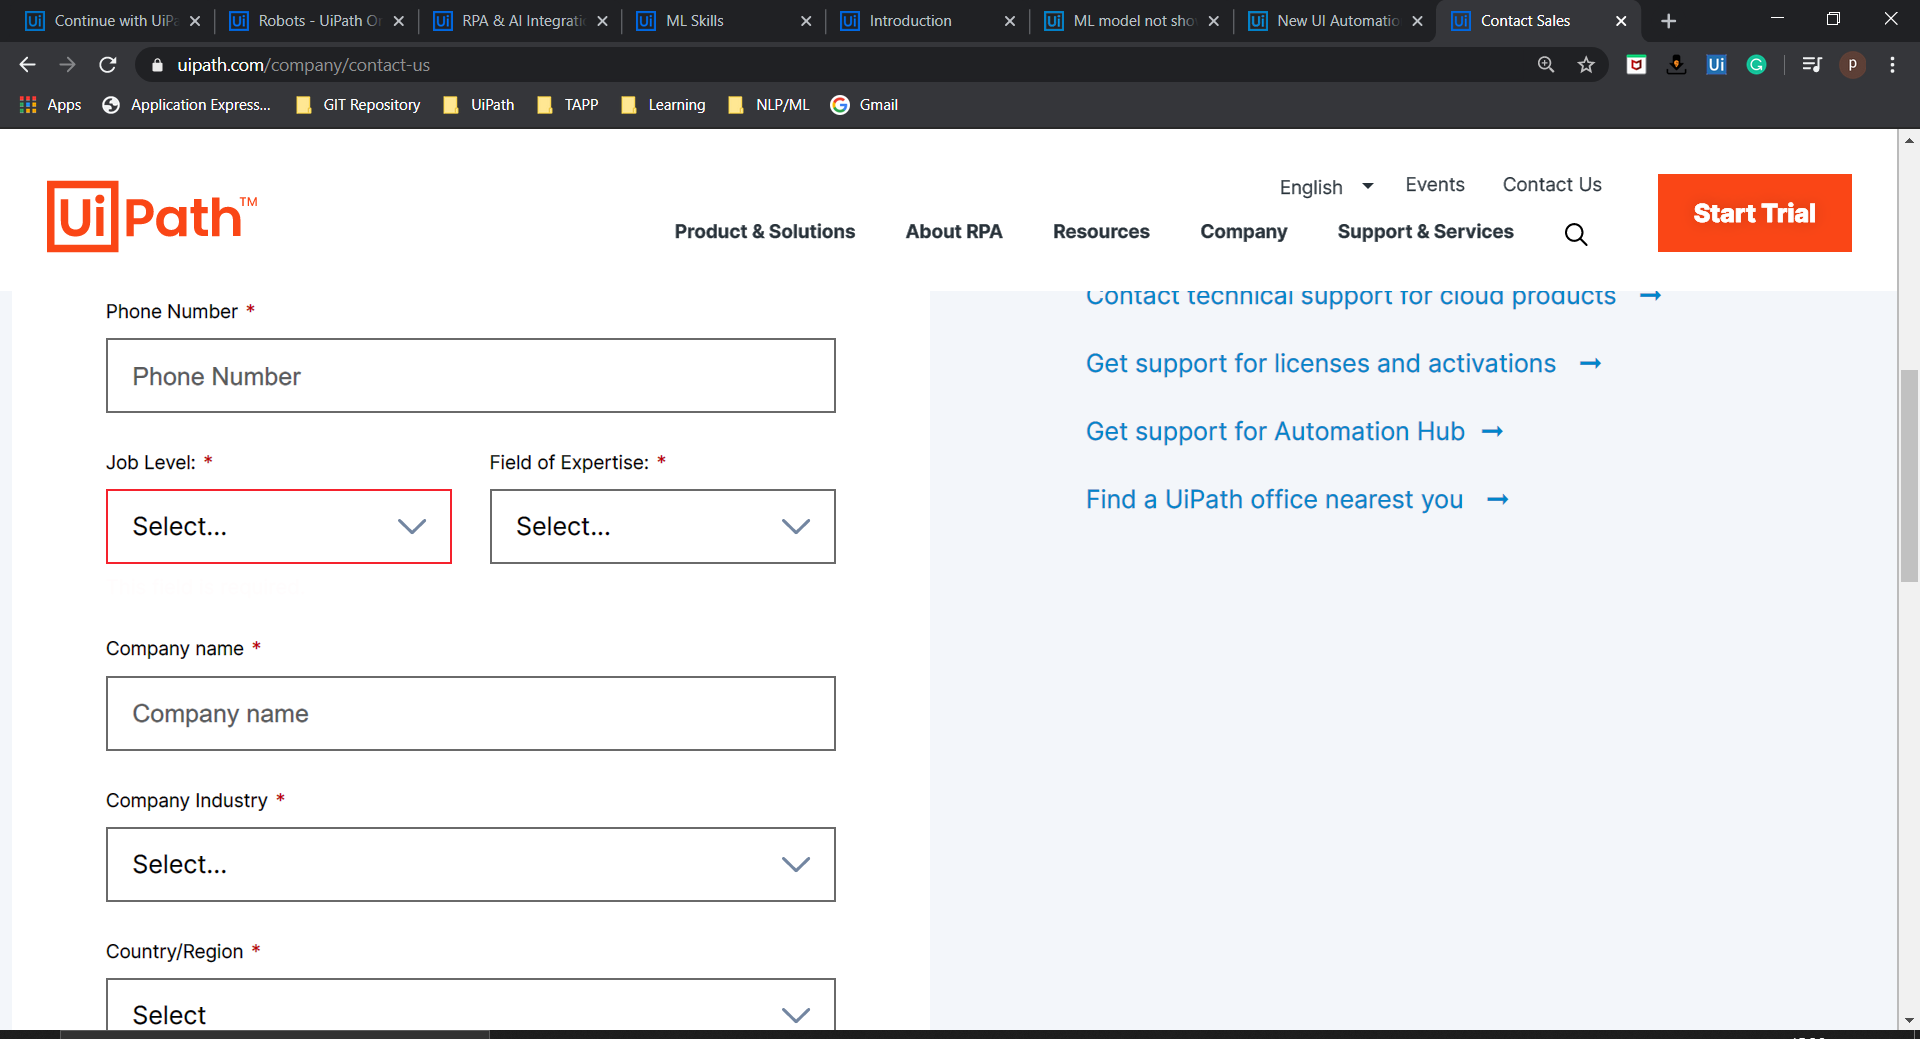 Continue with UiPa
Robots - UiPath Or
RPA & AI Integratio
ML Skills
Introduction
ML model not show
New UI Automatio
Contact Sales
uipath.com/company/contact-us
P
Apps
Application Express...
GIT Repository
UiPath
TAPP
Learning
NLP/ML
Gmail
UiPath™
English
Events
Contact Us
Product & Solutions
About RPA
Resources
Company
Support & Services
Start Trial
Phone Number *
Phone Number
Job Level: *
Field of Expertise: *
Select...
Select...
Company name *
Company name
Company Industry *
Select...
Country/Region *
Select
Contact technical support for cloud products →
Get support for licenses and activations →
Get support for Automation Hub →
Find a UiPath office nearest you →